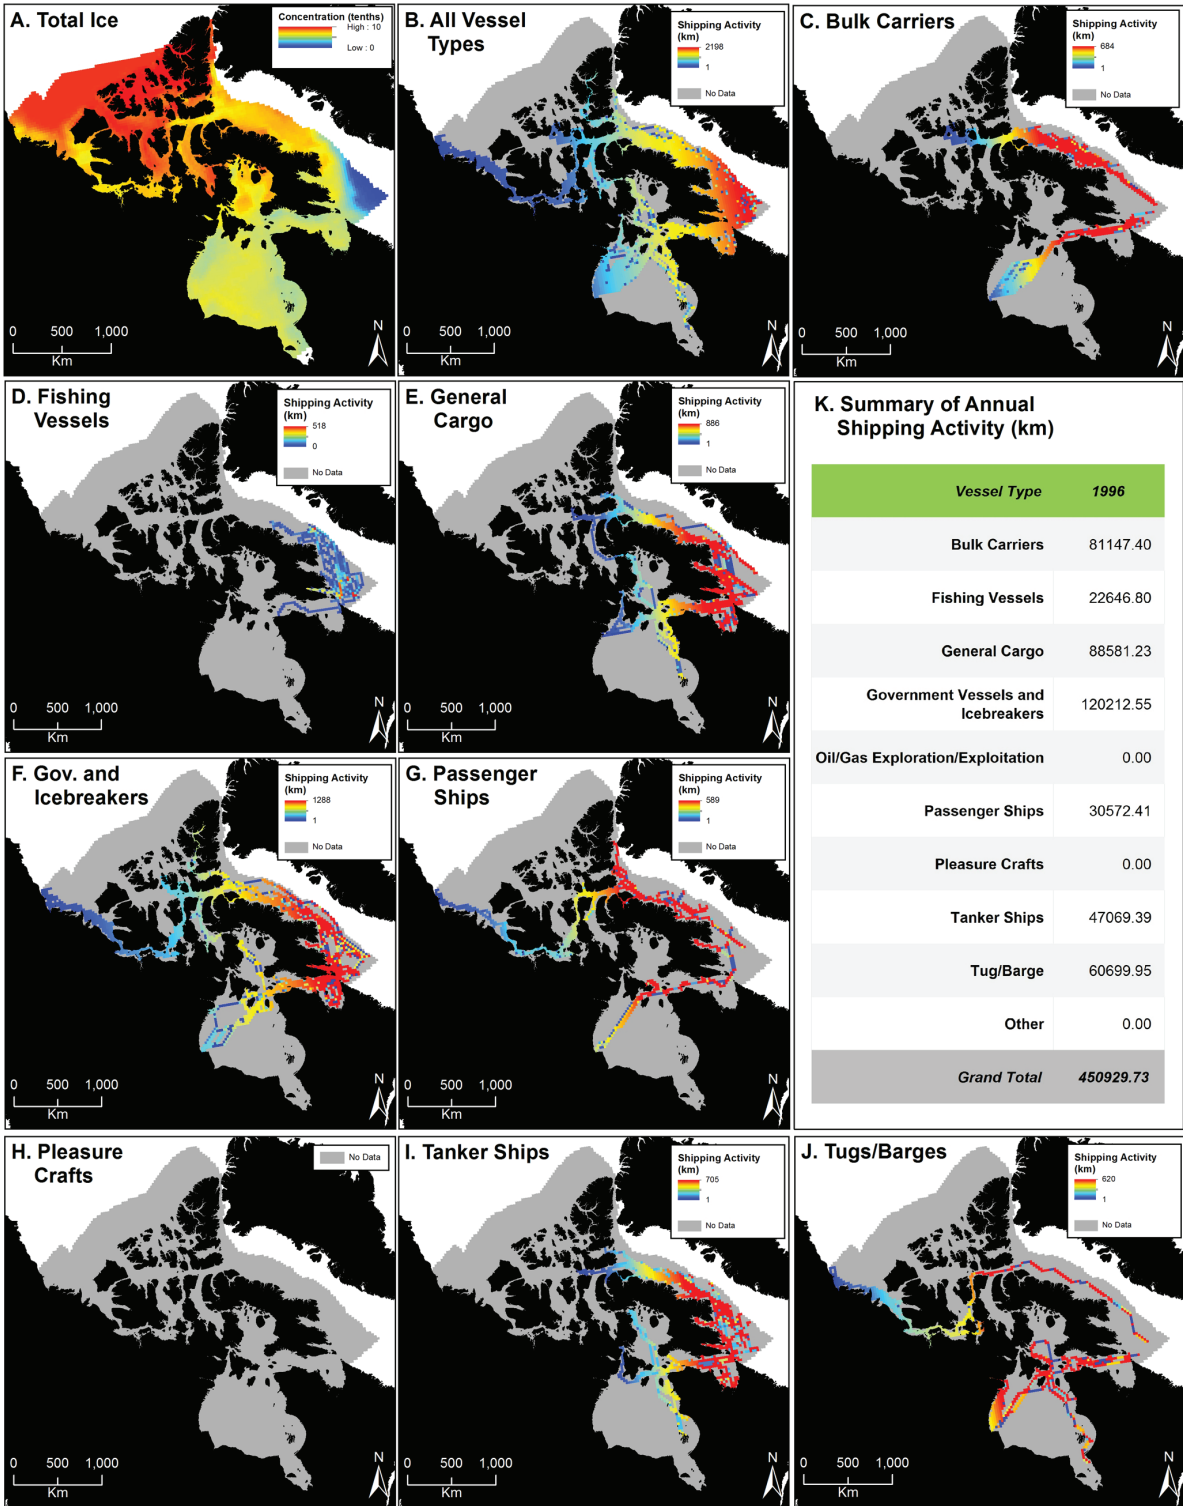 A. Total Ice
Concentration (tenths)
High : 10
Low : 0
0 500 1,000
Km
N
B. All Vessel
Types
Shipping Activity
(km)
2198
1
No Data
0 500 1,000
Km
N
C. Bulk Carriers
Shipping Activity
(km)
684
1
No Data
0 500 1,000
Km
N
D. Fishing
Vessels
Shipping Activity
(km)
518
0
No Data
0 500 1,000
Km
N
E. General
Cargo
Shipping Activity
(km)
886
1
No Data
0 500 1,000
Km
N
K. Summary of Annual
Shipping Activity (km)
Vessel Type 1996
Bulk Carriers 81147.40
Fishing Vessels 22646.80
General Cargo 88581.23
Government Vessels and
Icebreakers 120212.55
Oil/Gas Exploration/Exploitation 0.00
Passenger Ships 30572.41
Pleasure Crafts 0.00
Tanker Ships 47069.39
Tug/Barge 60699.95
Other 0.00
Grand Total 450929.73
F. Gov. and
Icebreakers
Shipping Activity
(km)
1288
1
No Data
0 500 1,000
Km
N
G. Passenger
Ships
Shipping Activity
(km)
589
1
No Data
0 500 1,000
Km
N
H. Pleasure
Crafts
No Data
0 500 1,000
Km
N
I. Tanker Ships
Shipping Activity
(km)
705
1
No Data
0 500 1,000
Km
N
J. Tugs/Barges
Shipping Activity
(km)
620
1
No Data
0 500 1,000
Km
N